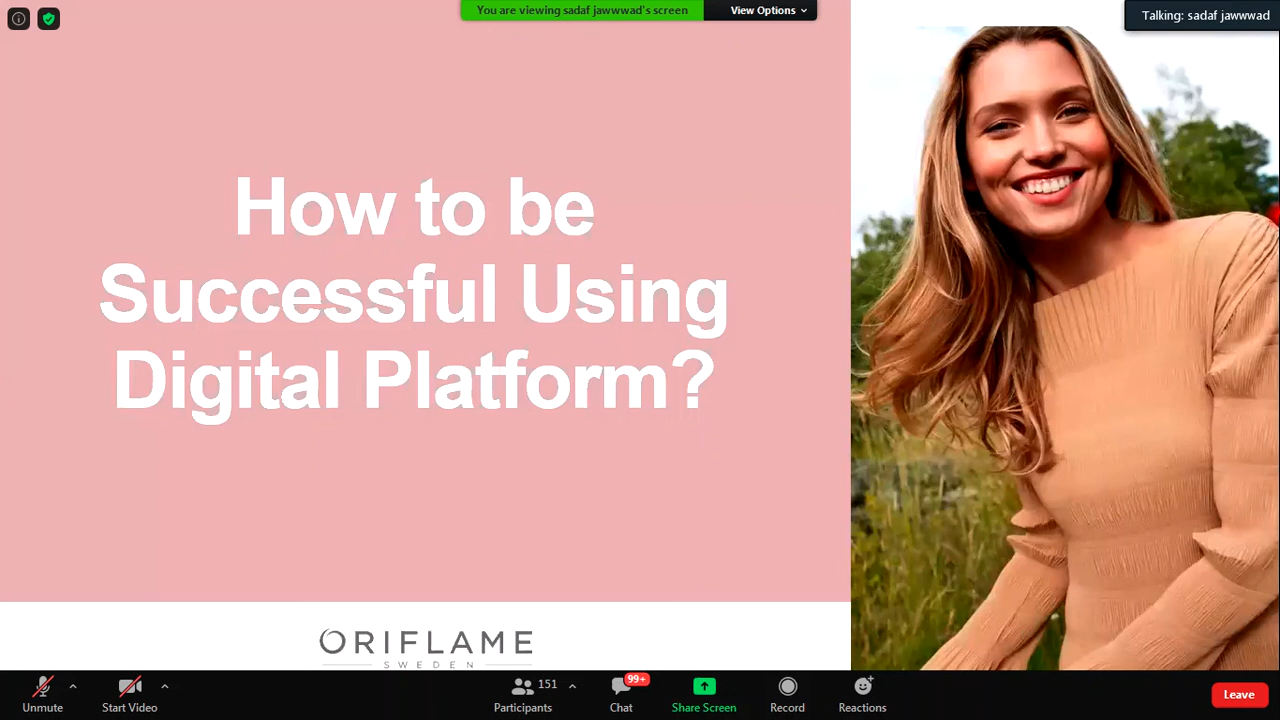 You are viewing sadaf jawwwad's screen
View Options
Talking: sadaf jawwwad
How to be
Successful Using
Digital Platform?
ORIFLAME
SWEDEN
151
99+
Unmute
Start Video
Participants
Chat
Share Screen
Record
Reactions
Leave